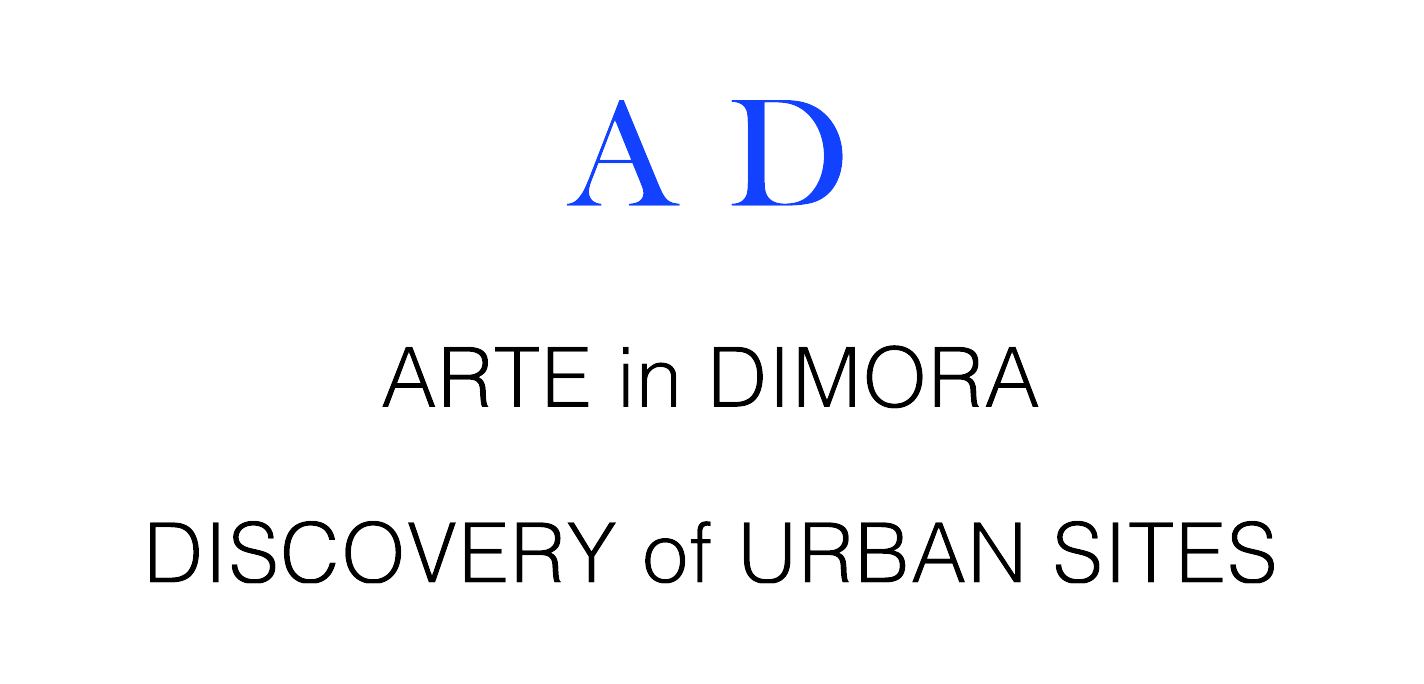 A D
ARTE in DIMORA
DISCOVERY of URBAN SITES